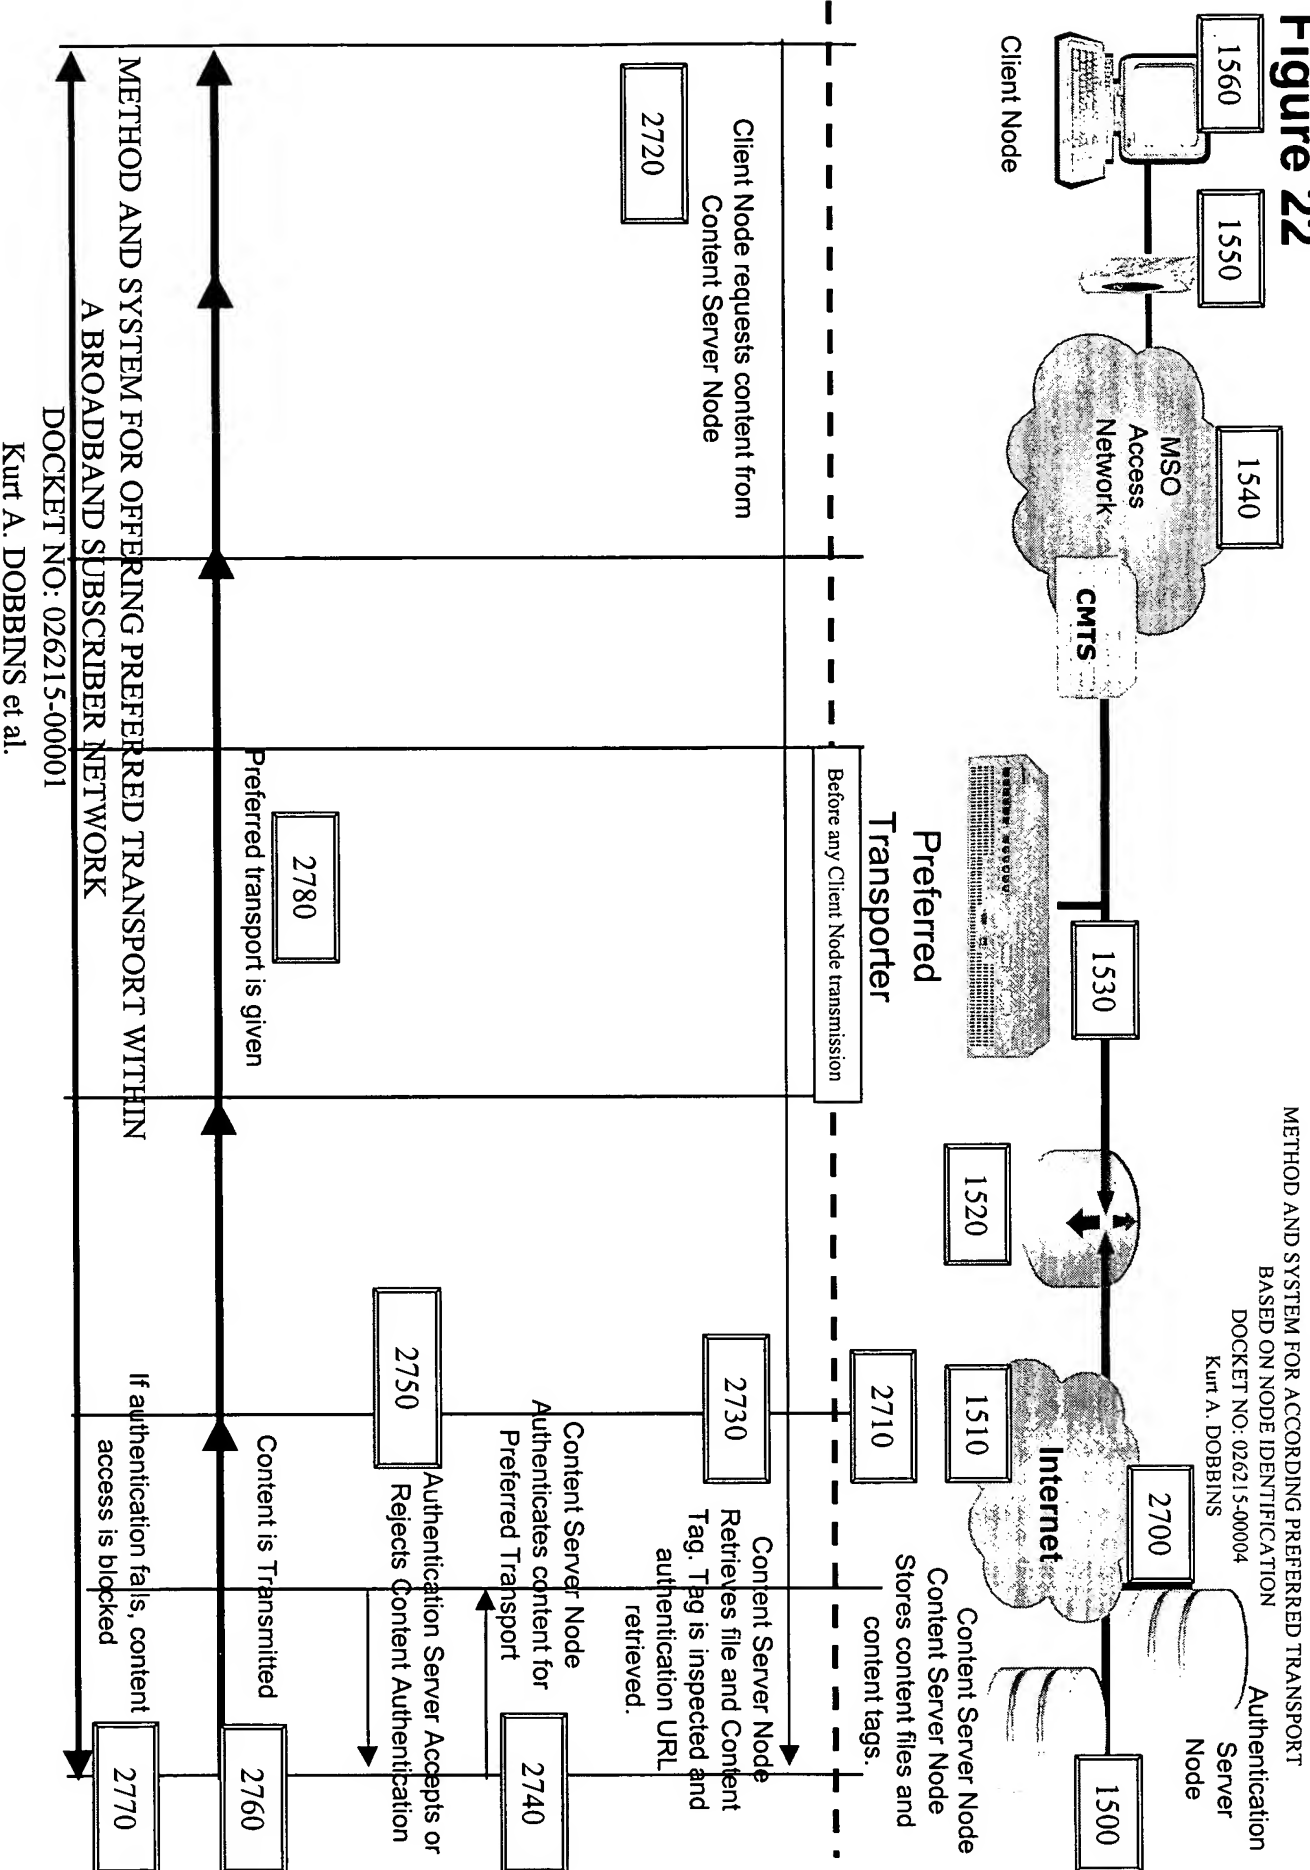 Figure 22
METHOD AND SYSTEM FOR ACCORDING PREFERRED TRANSPORT
BASED ON NODE IDENTIFICATION
DOCKET NO: 026215-00004
Kurt A. DOBBINS
1560
1550
1540
1530
1520
1510
2700
1500
Client Node
MSO
Access
Network
CMTS
Preferred
Transporter
Internet
Authentication
Server
Node
Content Server Node
2710
Content Server Node
Stores content files and
content tags.
Before any Client Node transmission
Client Node requests content from
Content Server Node
2720
2730
Content Server Node
Retrieves file and Content
Tag. Tag is inspected and
authentication URL
retrieved.
Content Server Node
Authenticates content for
Preferred Transport
2740
2750
Authentication Server Accepts or
Rejects Content Authentication
2780
Preferred transport is given
Content is Transmitted
2760
If authentication fails, content
access is blocked
2770
METHOD AND SYSTEM FOR OFFERING PREFERRED TRANSPORT WITHIN
A BROADBAND SUBSCRIBER NETWORK
DOCKET NO: 026215-00001
Kurt A. DOBBINS et al.